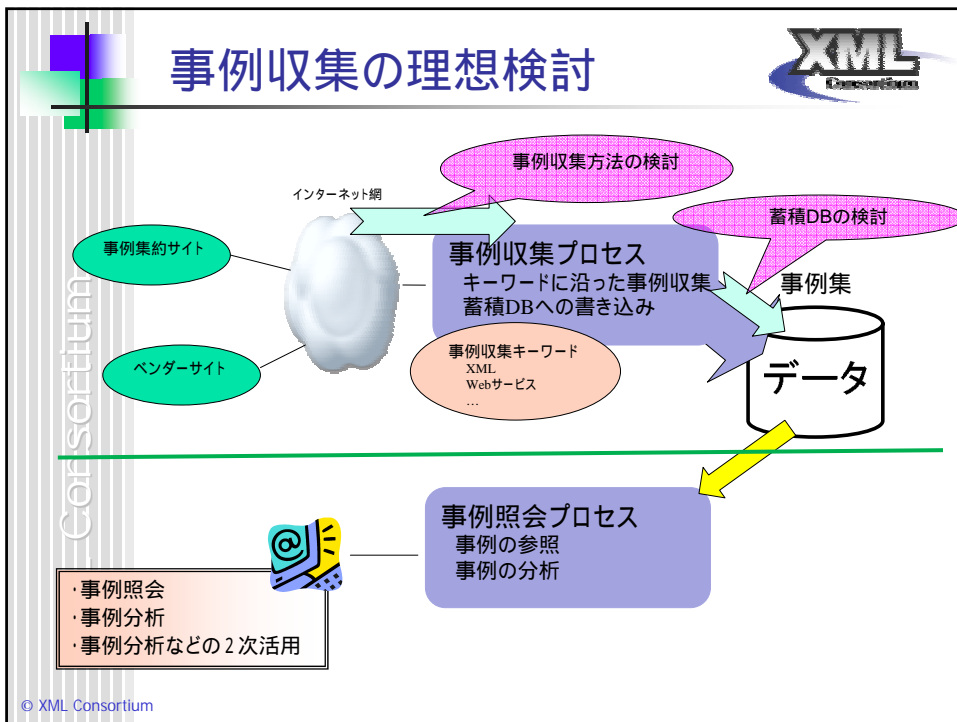 事例収集の理想検討
XML
Consortium
事例収集方法の検討
インターネット網
蓄積DBの検討
事例集約サイト
事例収集プロセス
キーワードに沿った事例収集
蓄積DBへの書き込み
事例集
データ
事例収集キーワード
XML
Webサービス
…
ベンダーサイト
Consortium
事例照会プロセス
事例の参照
事例の分析
@
・事例照会
・事例分析
・事例分析などの2次活用
© XML Consortium